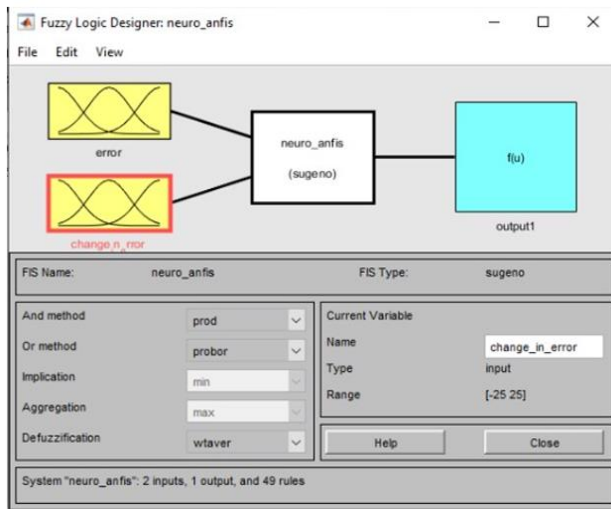 Fuzzy Logic Designer: neuro_anfis
File Edit View
error
change_in_error
neuro_anfis
(sugeno)
f(u)
output1
FIS Name: neuro_anfis FIS Type: sugeno
And method prod
Or method probor
Implication min
Aggregation max
Defuzzification wtaver
Current Variable
Name change_in_error
Type input
Range [-25 25]
Help Close
System "neuro_anfis": 2 inputs, 1 output, and 49 rules